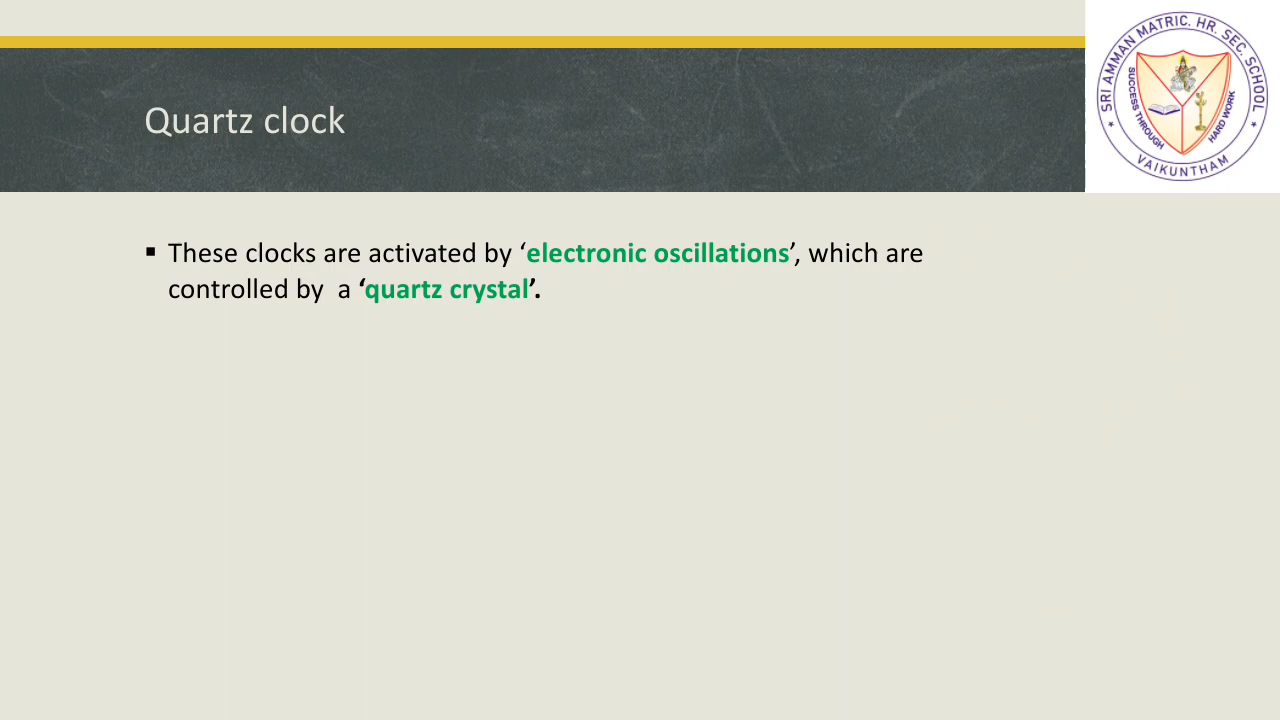 SRI AMMAN MATRIC. HR. SEC. SCHOOL
SUCCESS THROUGH
HARD WORK
VAIKUNTHAM
Quartz clock
▪ These clocks are activated by ‘electronic oscillations’, which are
controlled by  a ‘quartz crystal’.